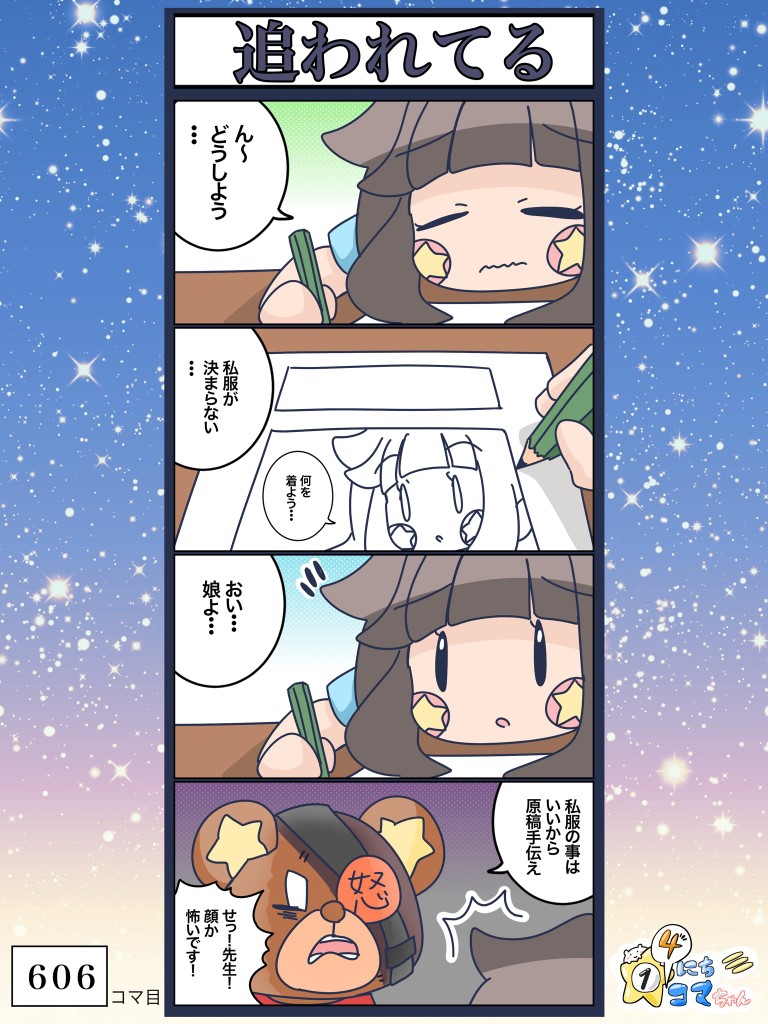 追われてる
ん〜
どうしよう
…
私服が
決まらない
…
何を
着よう…
おい…
娘よ…
私服の事は
いいから
原稿手伝え
怒
せっ！先生！
顔か
怖いです！
606
コマ目
1
4
にち
コマちゃん